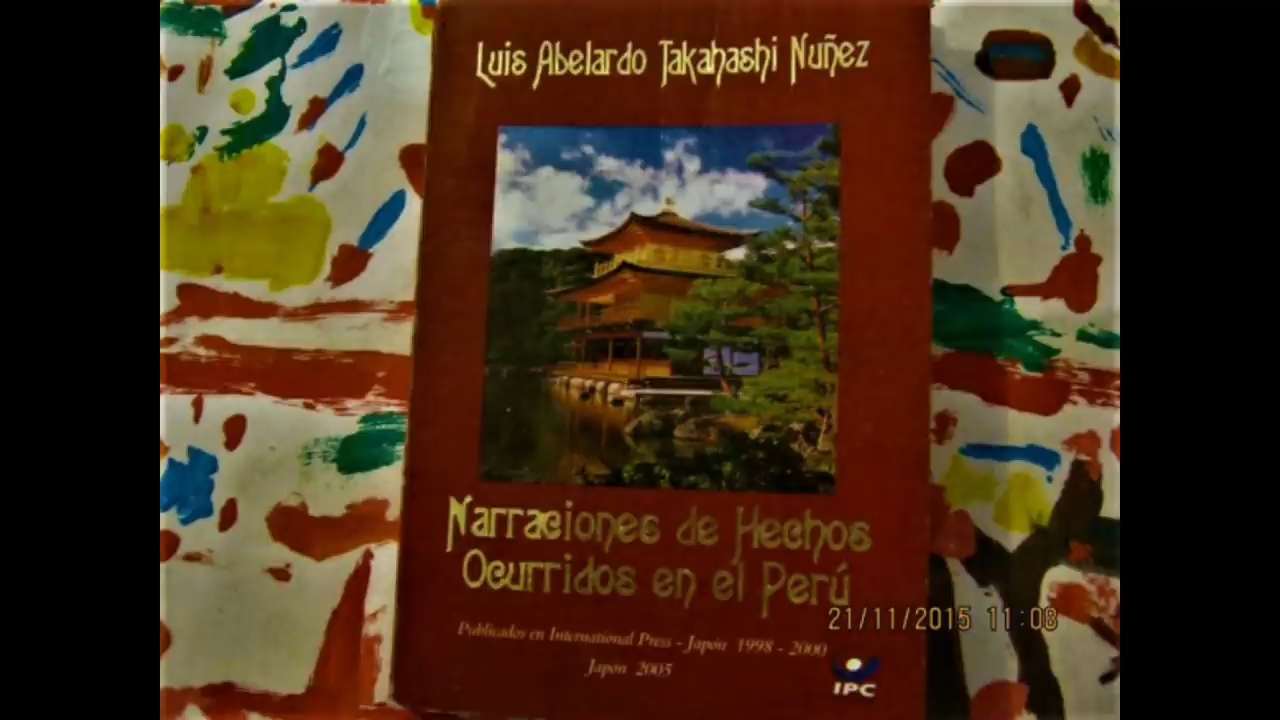 Luis Abelardo Takahashi Nuñez
Narraciones de Hechos
Ocurridos en el Perú
21/11/2015 11:08
Publicados en International Press - Japón 1998 - 2000
Japón 2005
IPC